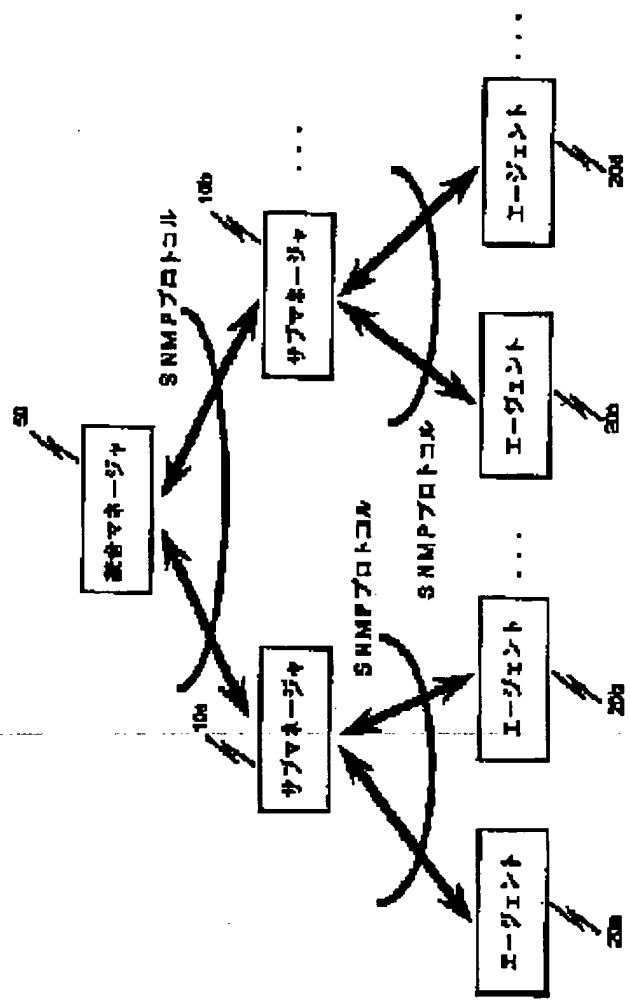 50
統合マネージャ
SNMPプロトコル
10a
サブマネージャ
10b
サブマネージャ
...
SNMPプロトコル
SNMPプロトコル
エージェント
エージェント
...
エージェント
エージェント
...
20a
20b
20d